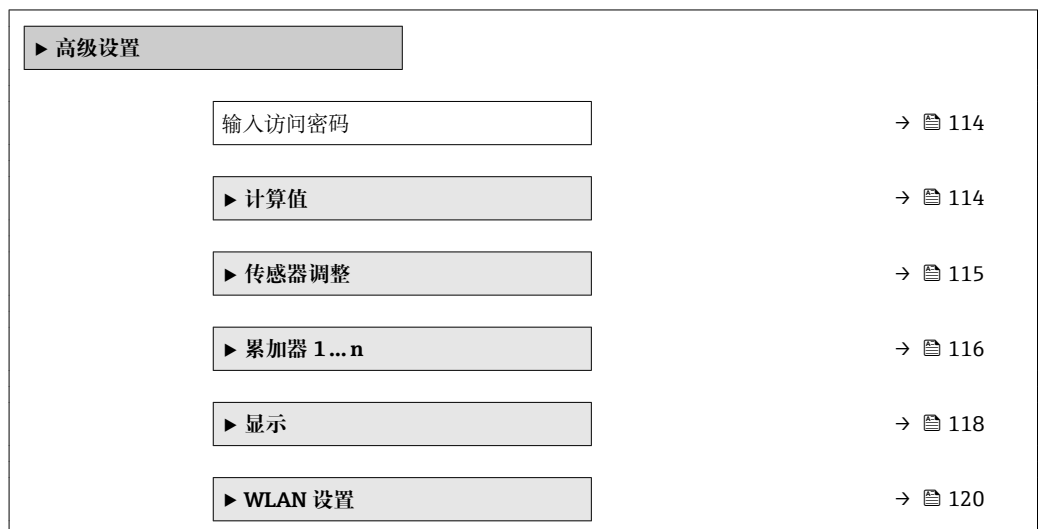 ▶ 高级设置
输入访问密码 → 114
▶ 计算值 → 114
▶ 传感器调整 → 115
▶ 累加器 1…n → 116
▶ 显示 → 118
▶ WLAN 设置 → 120